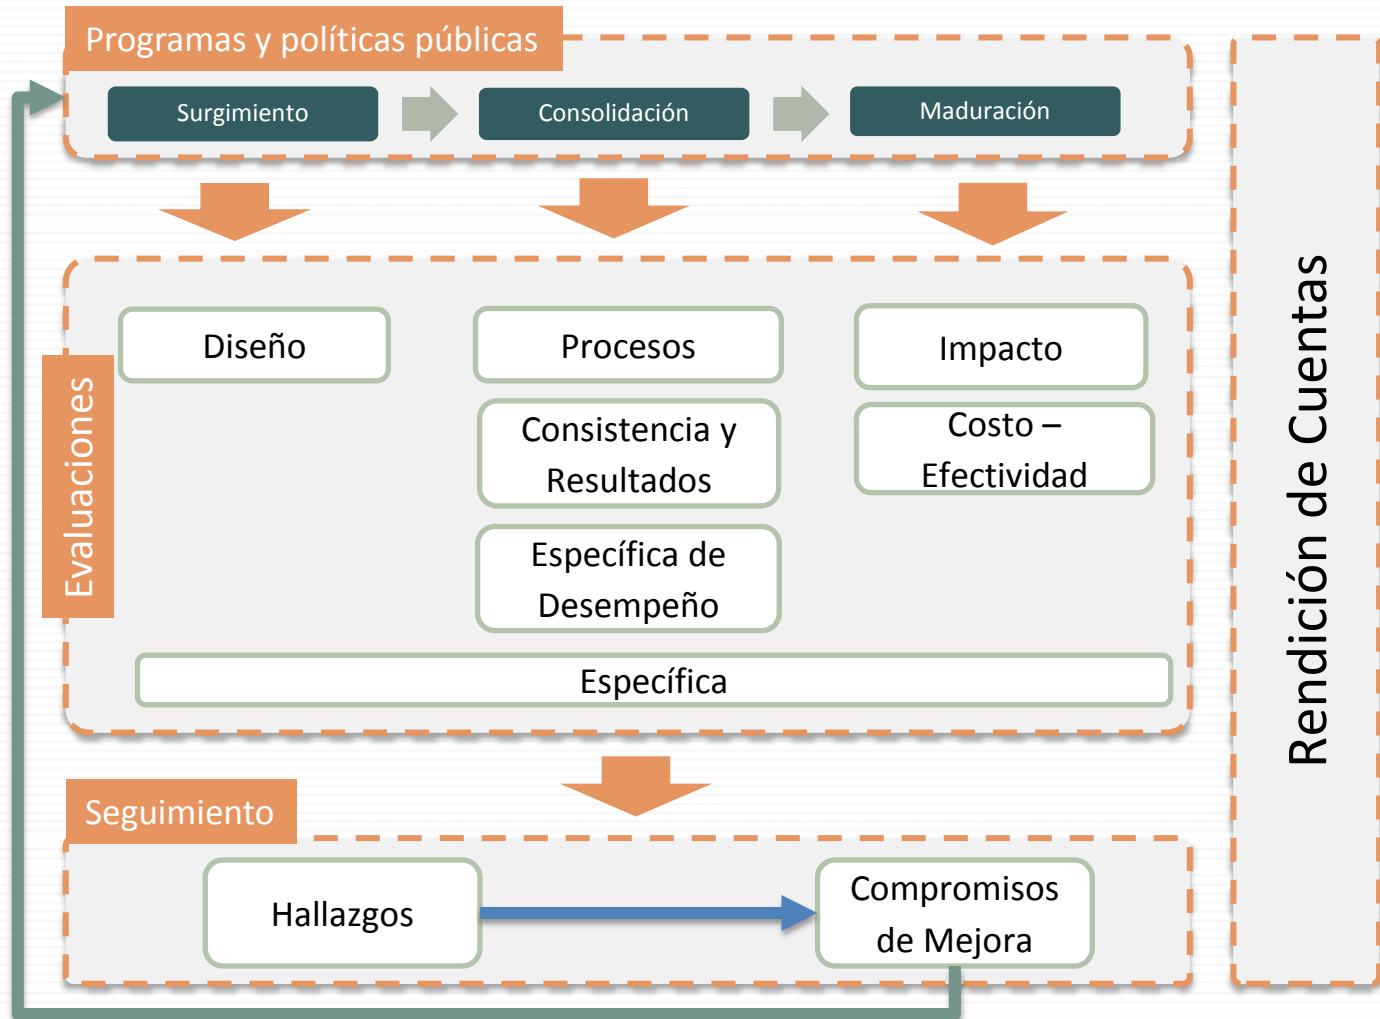 Programas y políticas públicas
Surgimiento
Consolidación
Maduración
Evaluaciones
Diseño
Procesos
Impacto
Consistencia y
Resultados
Costo –
Efectividad
Específica de
Desempeño
Específica
Seguimiento
Hallazgos
Compromisos
de Mejora
Rendición de Cuentas